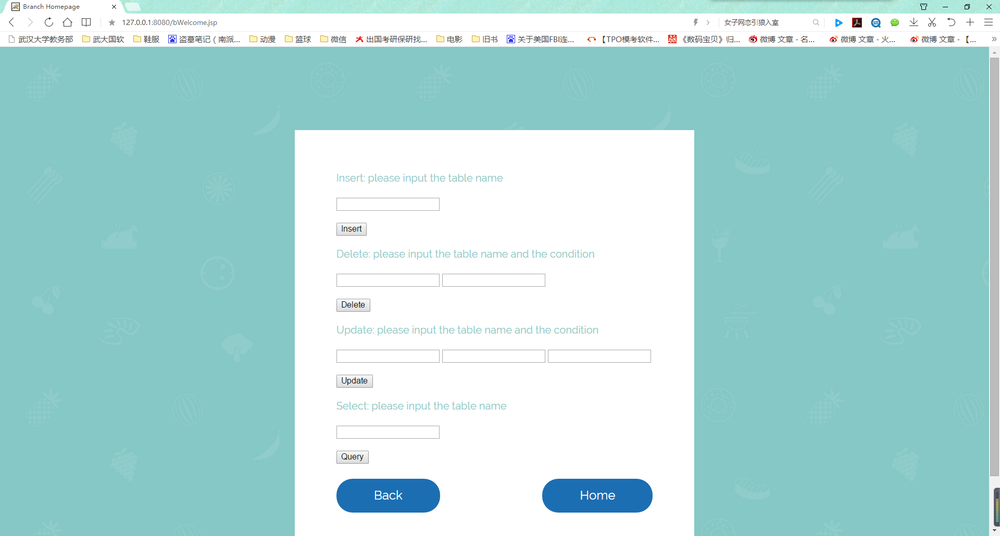 Branch Homepage
127.0.0.1:8080/bWelcome.jsp
女子网恋引狼入室
武汉大学教务部 武大国软 鞋服 盗墓笔记 ( 南派... 动漫 篮球 微信 出国考研保研找... 电影 旧书 关于美国FBI连... 【TPO模考软件... 《数码宝贝》归... 微博 文章 - 名... 微博 文章 - 火... 微博 文章 - 【...
Insert: please input the table name
Insert
Delete: please input the table name and the condition
Delete
Update: please input the table name and the condition
Update
Select: please input the table name
Query
Back Home